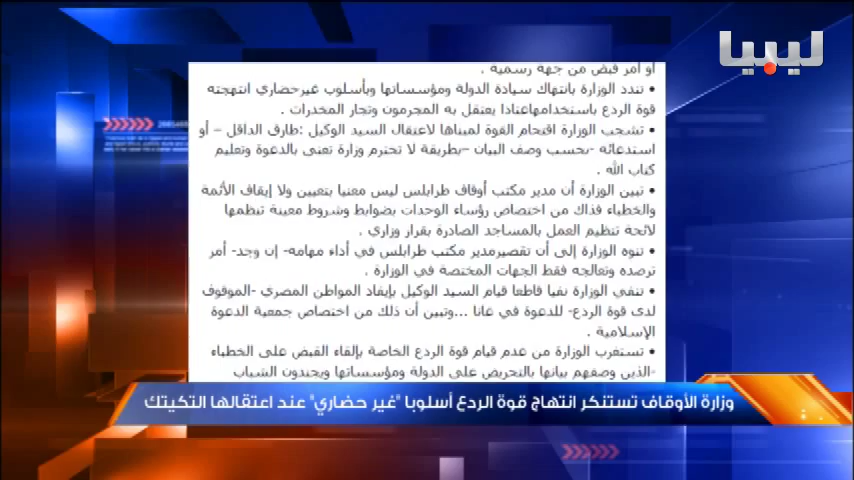 ليبيا
او امر قبض من جهة رسمية .
• تندد الوزارة بانتهاك سيادة الدولة ومؤسساتها وبأسلوب غيرحضاري انتهجته
قوة الردع باستخدامهاعتادا يعتقل به المجرمون وتجار المخدرات .
• تشجب الوزارة اقتحام القوة لمبناها لاعتقال السيد الوكيل :طارق الداقل – أو
استدعائه -بحسب وصف البيان –بطريقة لا تحترم وزارة تعنى بالدعوة وتعليم
كتاب الله .
• تبين الوزارة أن مدير مكتب أوقاف طرابلس ليس معنيا بتعيين ولا إيقاف الأئمة
والخطباء فذاك من اختصاص رؤساء الوحدات بضوابط وشروط معينة تنظمها
لائحة تنظيم العمل بالمساجد الصادرة بقرار وزاري .
• تنوه الوزارة إلى أن تقصيرمدير مكتب طرابلس في أداء مهامه- إن وجد- أمر
ترصده وتعالجه فقط الجهات المختصة في الوزارة .
• تنفي الوزارة نفيا قاطعا قيام السيد الوكيل بإيفاد المواطن المصري -الموقوف
لدى قوة الردع- للدعوة في غانا ...وتبين أن ذلك من اختصاص جمعية الدعوة
الإسلامية .
• تستغرب الوزارة من عدم قيام قوة الردع الخاصة بإلقاء القبض على الخطباء
-الذين وصفهم بيانها بالتحريض على الدولة ومؤسساتها ويجندون الشباب
وزارة الأوقاف تستنكر انتهاج قوة الردع أسلوبا "غير حضاري" عند اعتقالها التكيتك